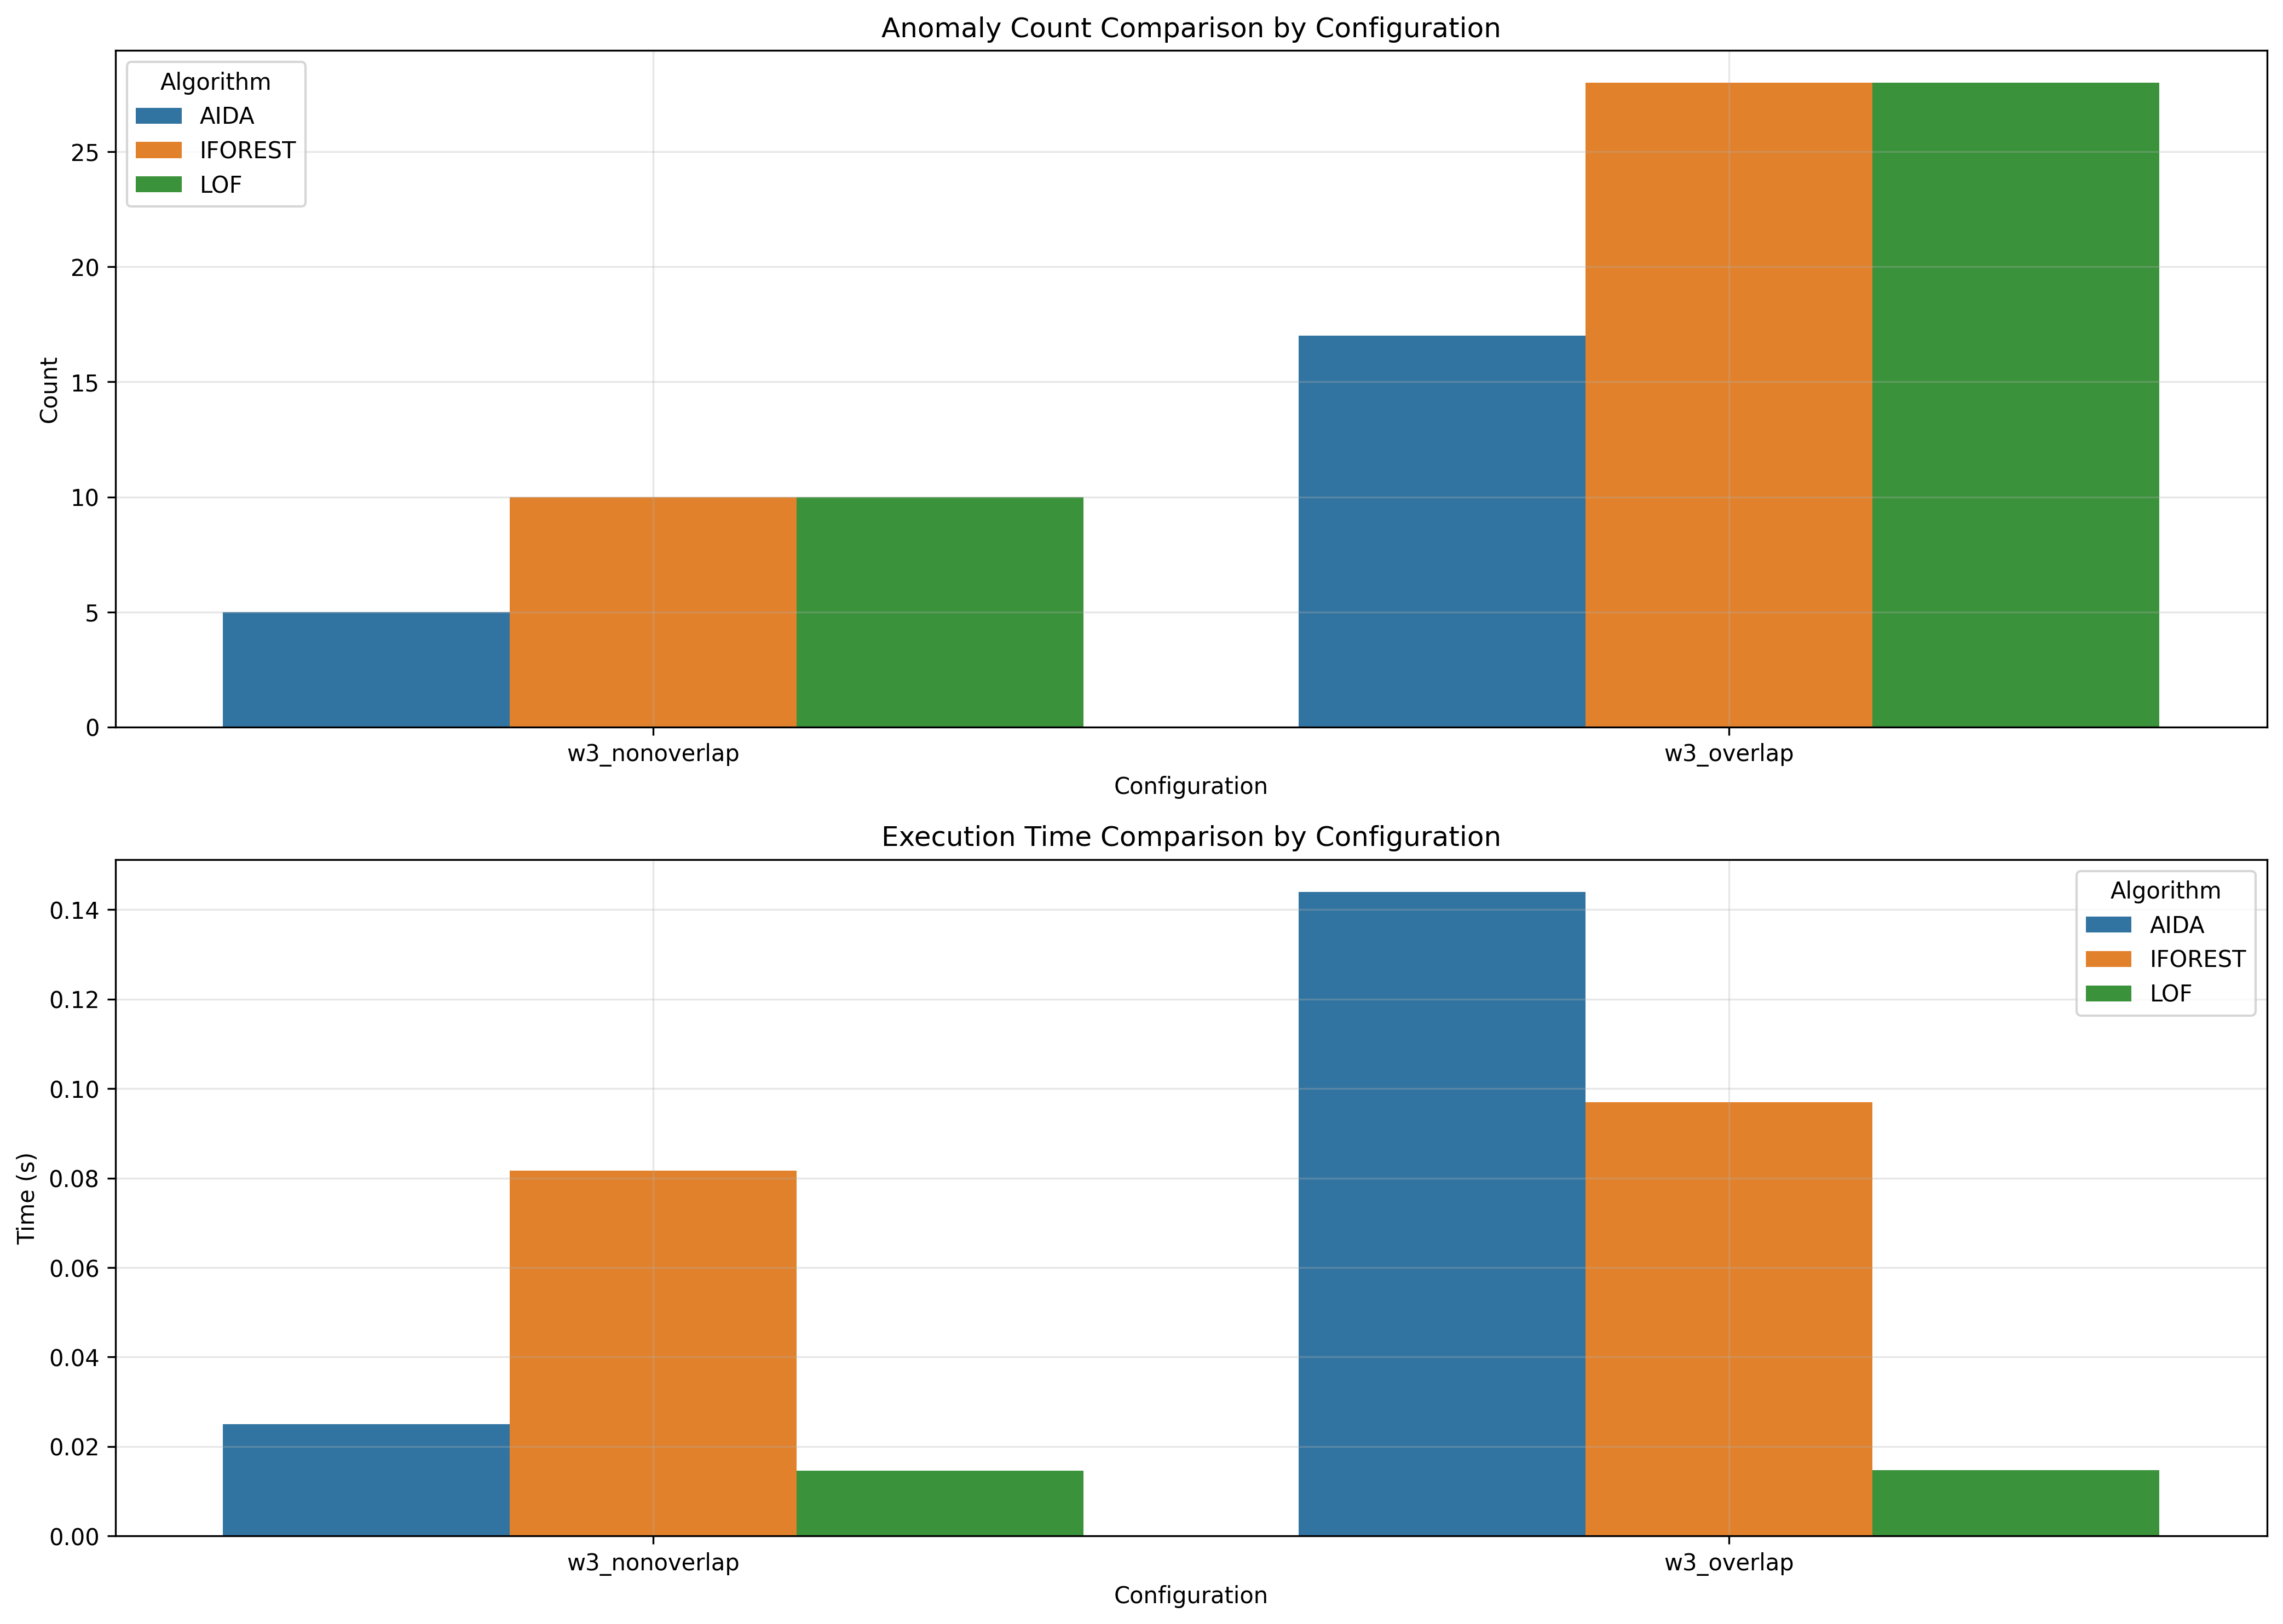 Anomaly Count Comparison by Configuration
Algorithm
AIDA
IFOREST
LOF
Count
25
20
15
10
5
0
w3_nonoverlap
w3_overlap
Configuration
Execution Time Comparison by Configuration
Algorithm
AIDA
IFOREST
LOF
Time (s)
0.14
0.12
0.10
0.08
0.06
0.04
0.02
0.00
w3_nonoverlap
w3_overlap
Configuration